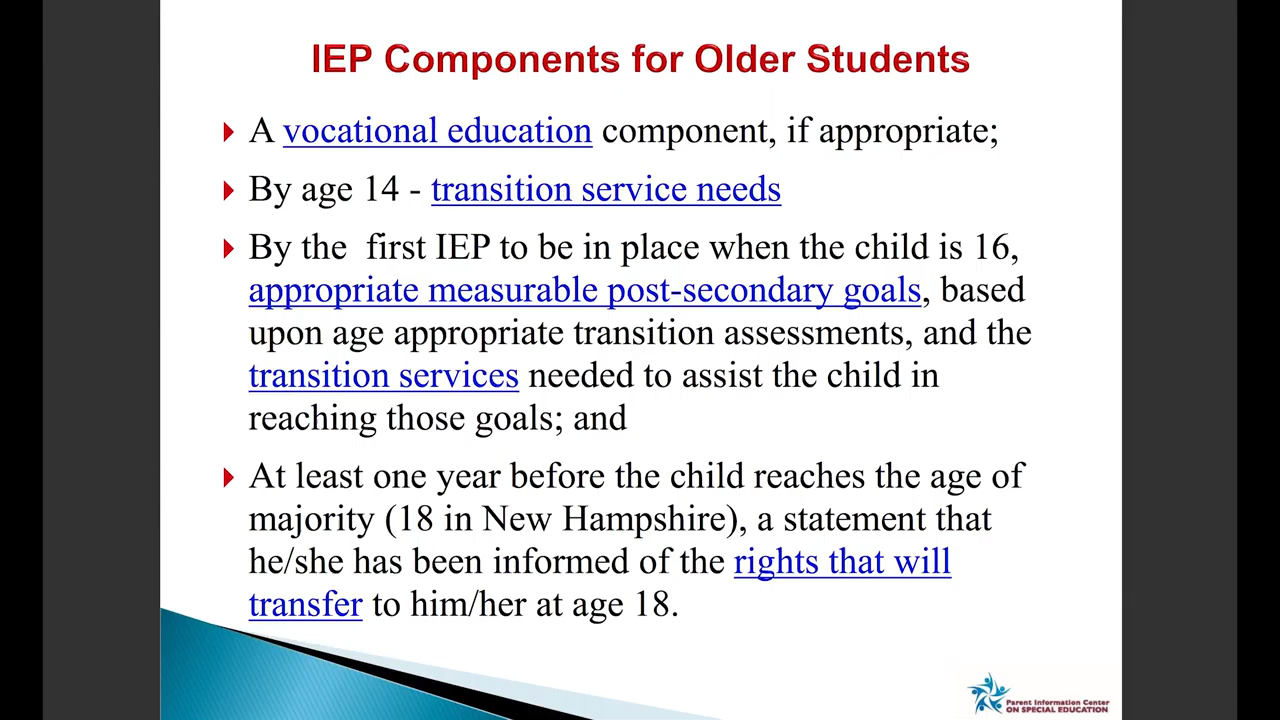 IEP Components for Older Students
A vocational education component, if appropriate;
By age 14 - transition service needs
By the first IEP to be in place when the child is 16,
appropriate measurable post-secondary goals, based
upon age appropriate transition assessments, and the
transition services needed to assist the child in
reaching those goals; and
At least one year before the child reaches the age of
majority (18 in New Hampshire), a statement that
he/she has been informed of the rights that will
transfer to him/her at age 18.
Parent Information Center
ON SPECIAL EDUCATION